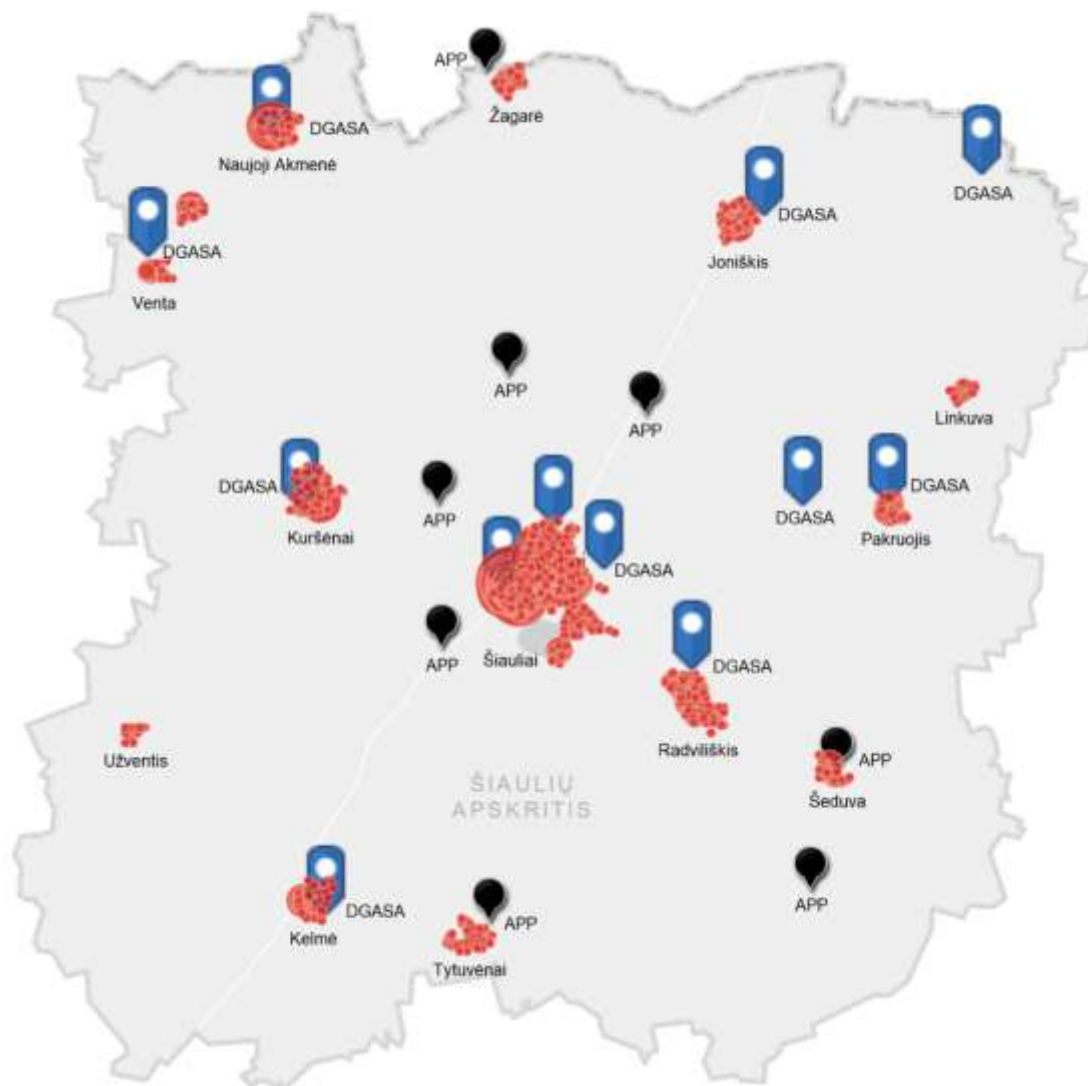 APP
Žagarė
DGASA
Naujoji Akmenė
DGASA
DGASA
Joniškis
DGASA
Venta
APP
APP
Linkuva
DGASA
Kuršėnai
APP
DGASA
DGASA
Pakruojis
DGASA
APP
Šiauliai
DGASA
Radviliškis
Užventis
APP
Šeduva
ŠIAULIŲ
APSKRITIS
APP
DGASA
Kelmė
APP
Tytuvėnai